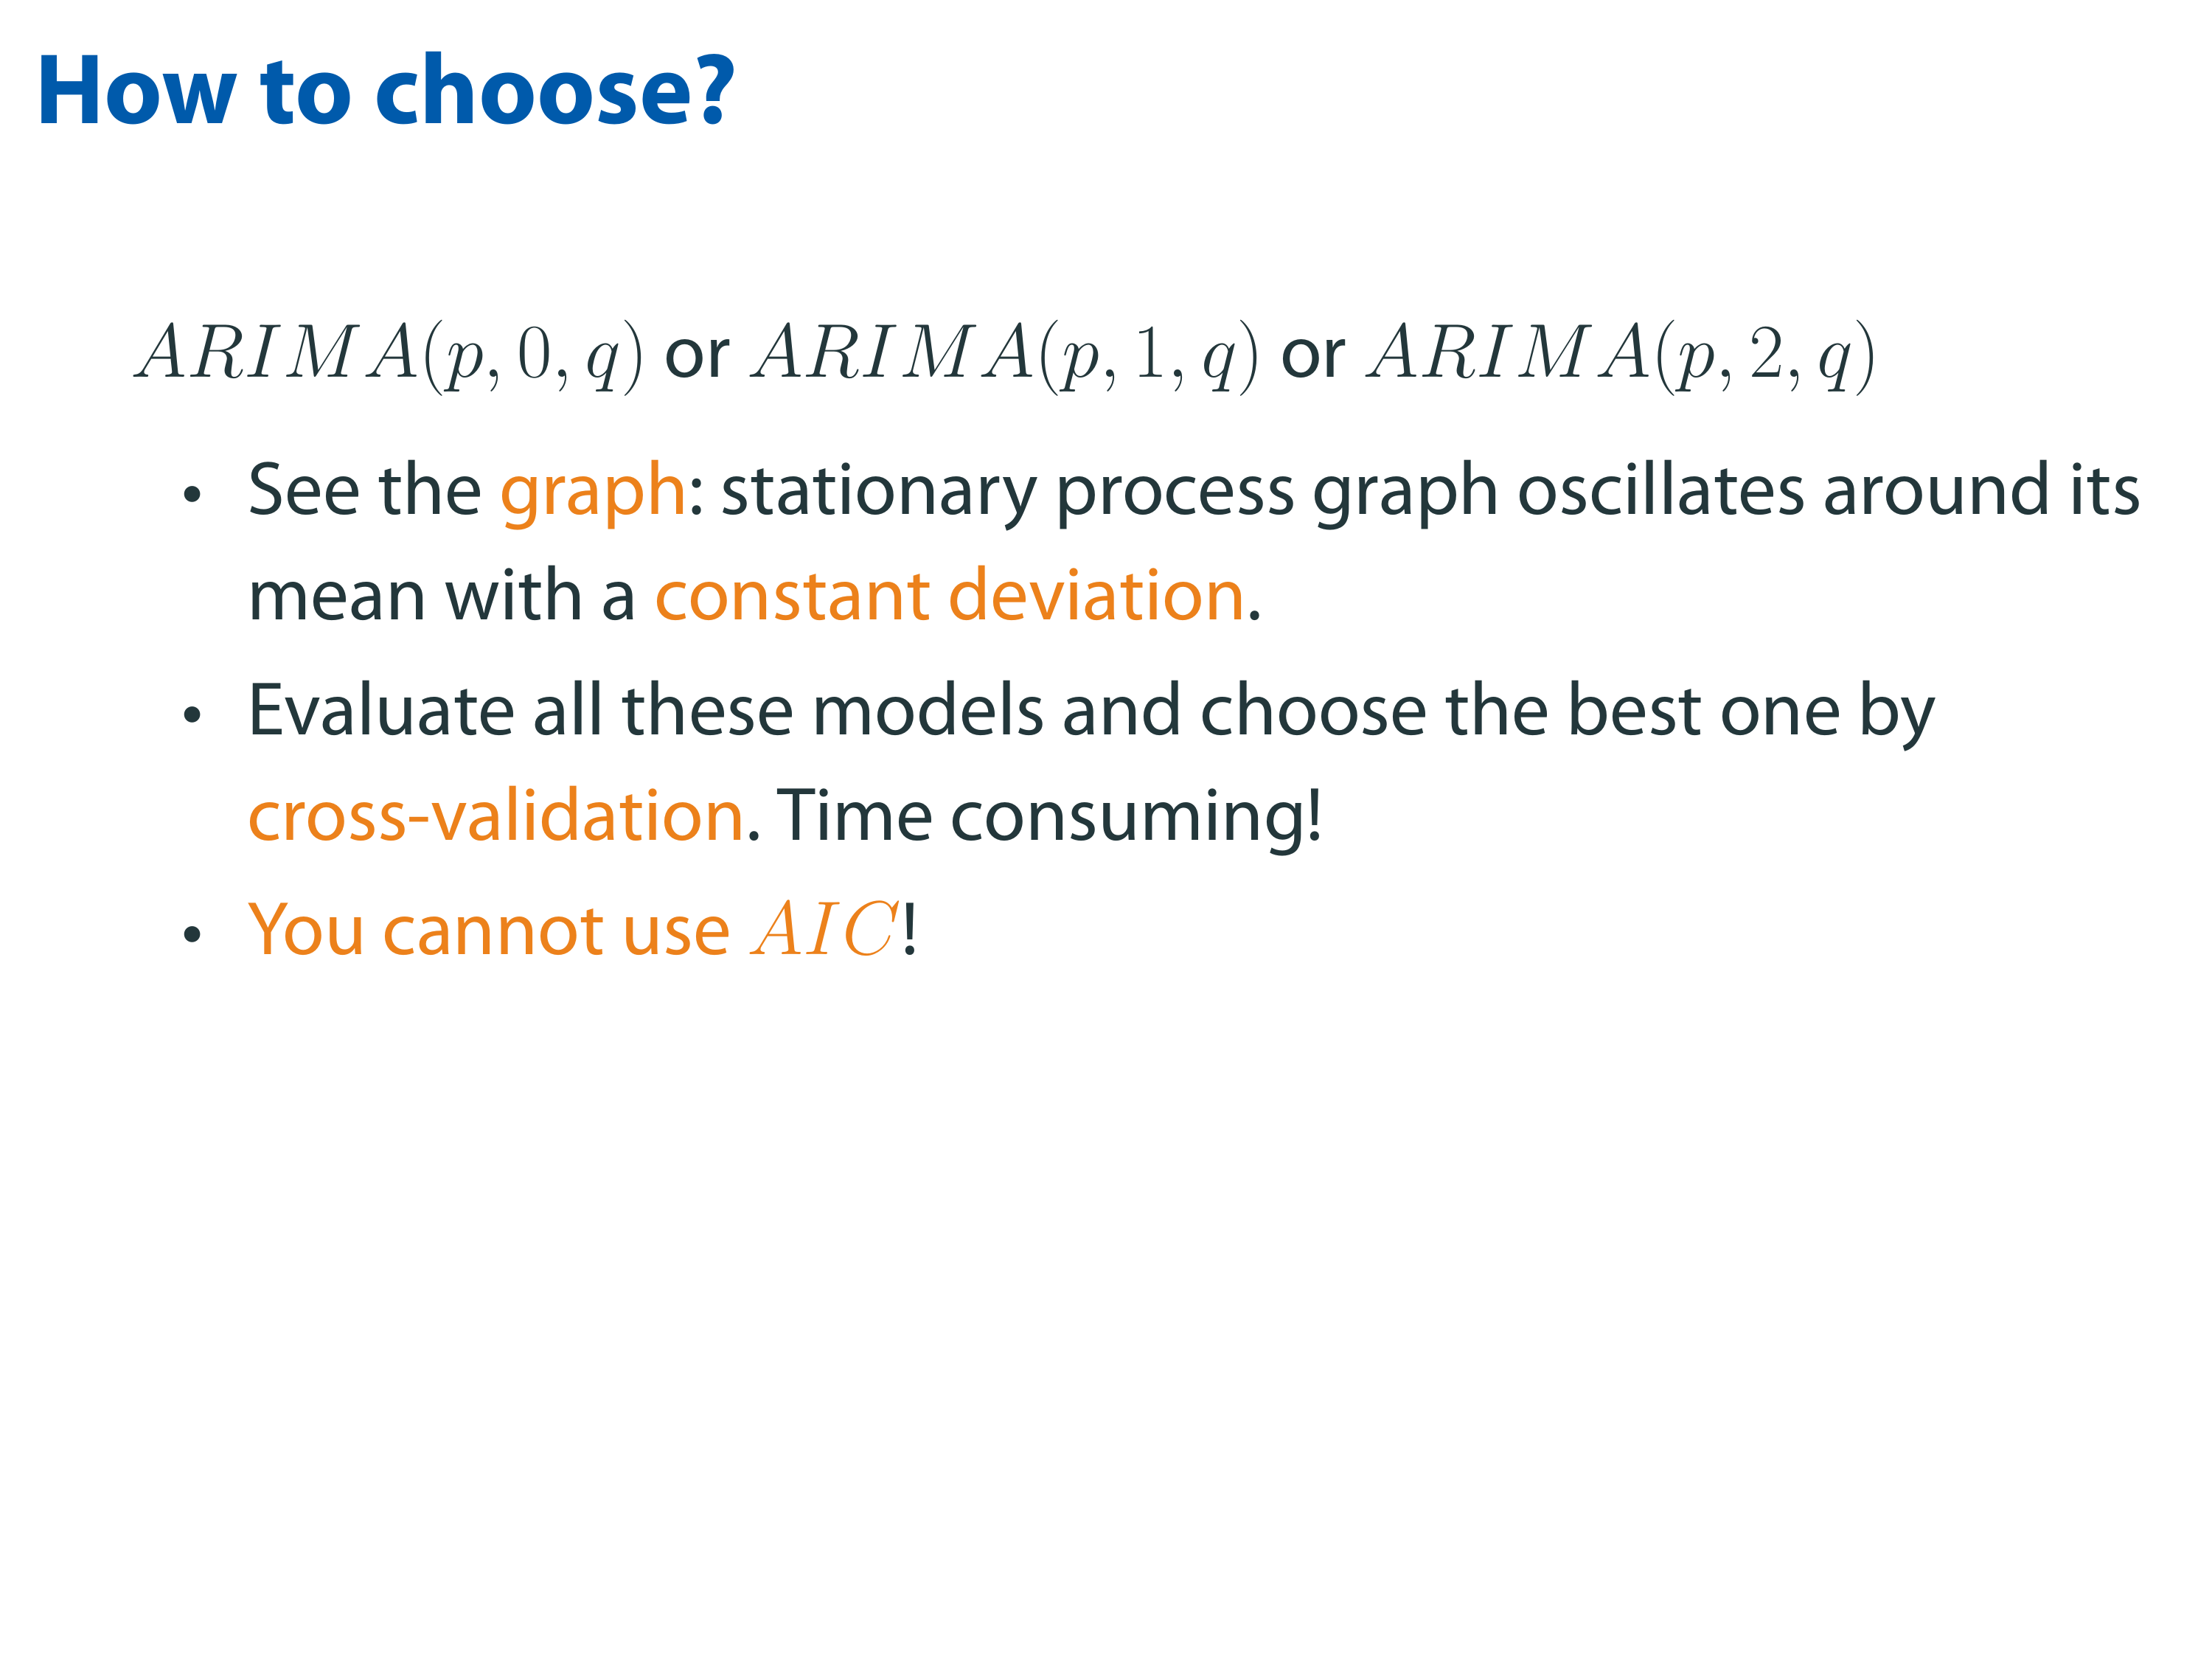 How to choose?
ARIMA(p, 0, q) or ARIMA(p, 1, q) or ARIMA(p, 2, q)
• See the graph: stationary process graph oscillates around its
mean with a constant deviation.
• Evaluate all these models and choose the best one by
cross-validation. Time consuming!
• You cannot use AIC!